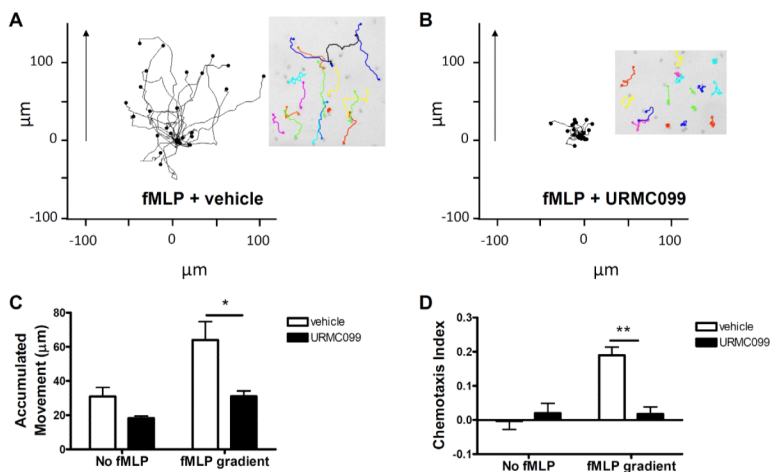 A
100
μm
0
-100
-100
0
100
μm
fMLP + vehicle
B
100
μm
0
-100
-100
0
100
μm
fMLP + URMC099
C
Accumulated
Movement (μm)
80
60
40
20
0
*
No fMLP
fMLP gradient
vehicle
URMC099
D
Chemotaxis Index
0.3
0.2
0.1
0.0
-0.1
**
No fMLP
fMLP gradient
vehicle
URMC099